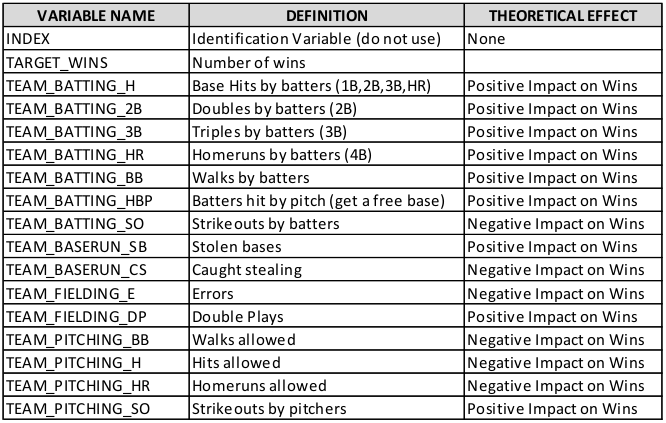 VARIABLE NAME DEFINITION THEORETICAL EFFECT
INDEX Identification Variable (do not use) None
TARGET_WINS Number of wins
TEAM_BATTING_H Base Hits by batters (1B,2B,3B,HR) Positive Impact on Wins
TEAM_BATTING_2B Doubles by batters (2B) Positive Impact on Wins
TEAM_BATTING_3B Triples by batters (3B) Positive Impact on Wins
TEAM_BATTING_HR Homeruns by batters (4B) Positive Impact on Wins
TEAM_BATTING_BB Walks by batters Positive Impact on Wins
TEAM_BATTING_HBP Batters hit by pitch (get a free base) Positive Impact on Wins
TEAM_BATTING_SO Strikeouts by batters Negative Impact on Wins
TEAM_BASERUN_SB Stolen bases Positive Impact on Wins
TEAM_BASERUN_CS Caught stealing Negative Impact on Wins
TEAM_FIELDING_E Errors Negative Impact on Wins
TEAM_FIELDING_DP Double Plays Positive Impact on Wins
TEAM_PITCHING_BB Walks allowed Negative Impact on Wins
TEAM_PITCHING_H Hits allowed Negative Impact on Wins
TEAM_PITCHING_HR Homeruns allowed Negative Impact on Wins
TEAM_PITCHING_SO Strikeouts by pitchers Positive Impact on Wins